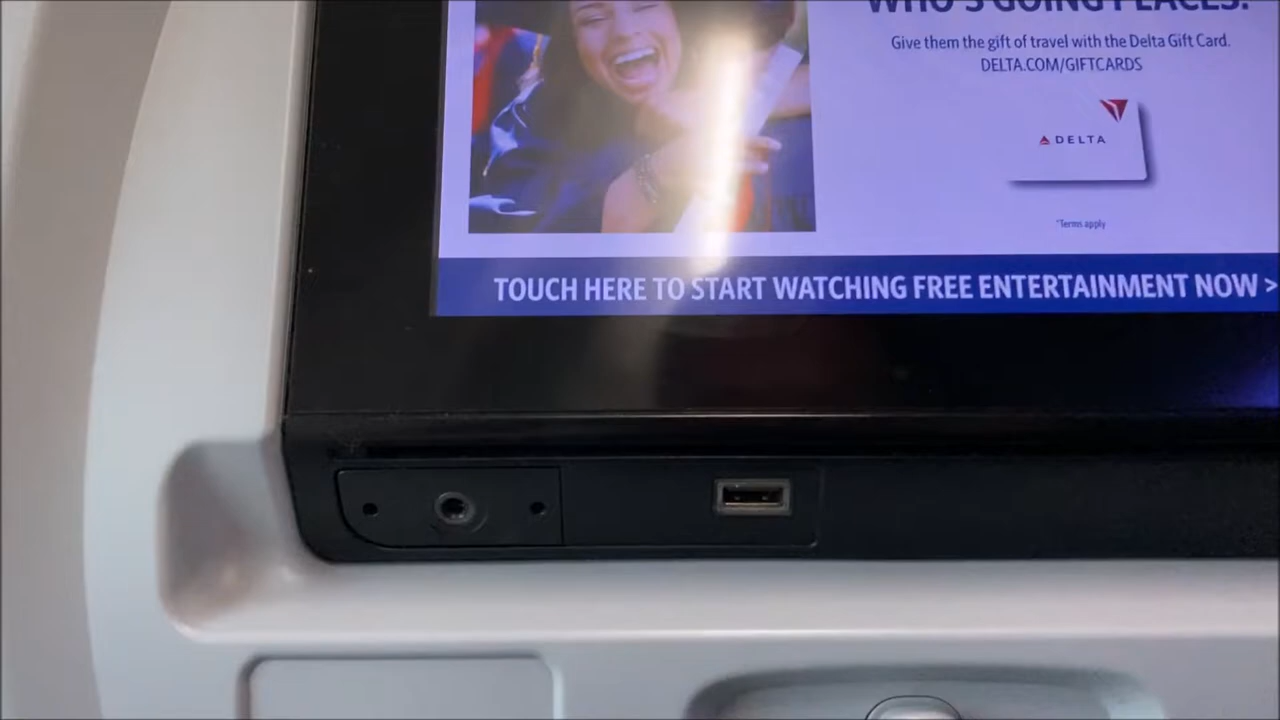 WHO'S GOING PLACES?
Give them the gift of travel with the Delta Gift Card.
DELTA.COM/GIFTCARDS
DELTA
*Terms apply
TOUCH HERE TO START WATCHING FREE ENTERTAINMENT NOW >